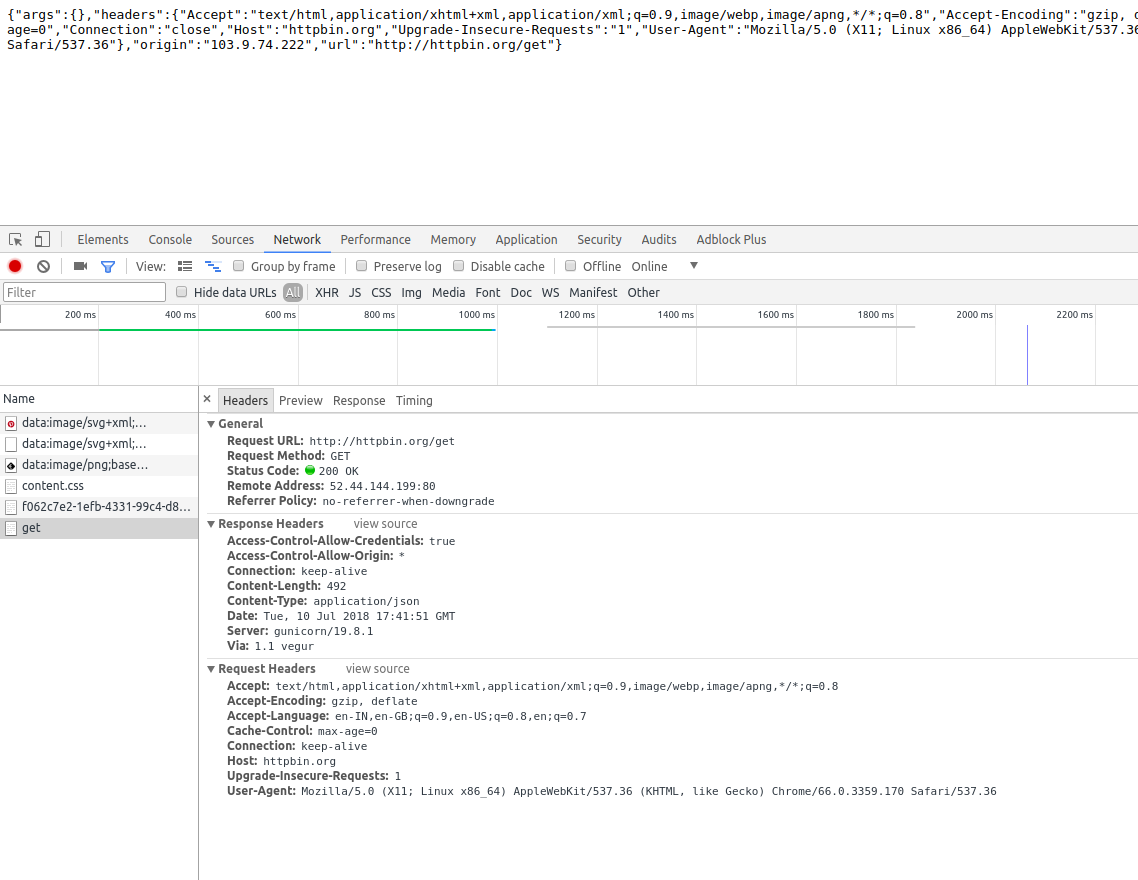 {"args":{},"headers":{"Accept":"text/html,application/xhtml+xml,application/xml;q=0.9,image/webp,image/apng,*/*;q=0.8","Accept-Encoding":"gzip,
age=0","Connection":"close","Host":"httpbin.org","Upgrade-Insecure-Requests":"1","User-Agent":"Mozilla/5.0 (X11; Linux x86_64) AppleWebKit/537.36
Safari/537.36"},"origin":"103.9.74.222","url":"http://httpbin.org/get"}
Elements Console Sources Network Performance Memory Application Security Audits Adblock Plus
View: Group by frame Preserve log Disable cache Offline Online
Filter Hide data URLs All XHR JS CSS Img Media Font Doc WS Manifest Other
200 ms 400 ms 600 ms 800 ms 1000 ms 1200 ms 1400 ms 1600 ms 1800 ms 2000 ms 2200 ms
Name
data:image/svg+xml;...
data:image/svg+xml;...
data:image/png;base...
content.css
f062c7e2-1efb-4331-99c4-d8...
get
× Headers Preview Response Timing
General
Request URL: http://httpbin.org/get
Request Method: GET
Status Code: 200 OK
Remote Address: 52.44.144.199:80
Referrer Policy: no-referrer-when-downgrade
Response Headers view source
Access-Control-Allow-Credentials: true
Access-Control-Allow-Origin: *
Connection: keep-alive
Content-Length: 492
Content-Type: application/json
Date: Tue, 10 Jul 2018 17:41:51 GMT
Server: gunicorn/19.8.1
Via: 1.1 vegur
Request Headers view source
Accept: text/html,application/xhtml+xml,application/xml;q=0.9,image/webp,image/apng,*/*;q=0.8
Accept-Encoding: gzip, deflate
Accept-Language: en-IN,en-GB;q=0.9,en-US;q=0.8,en;q=0.7
Cache-Control: max-age=0
Connection: keep-alive
Host: httpbin.org
Upgrade-Insecure-Requests: 1
User-Agent: Mozilla/5.0 (X11; Linux x86_64) AppleWebKit/537.36 (KHTML, like Gecko) Chrome/66.0.3359.170 Safari/537.36